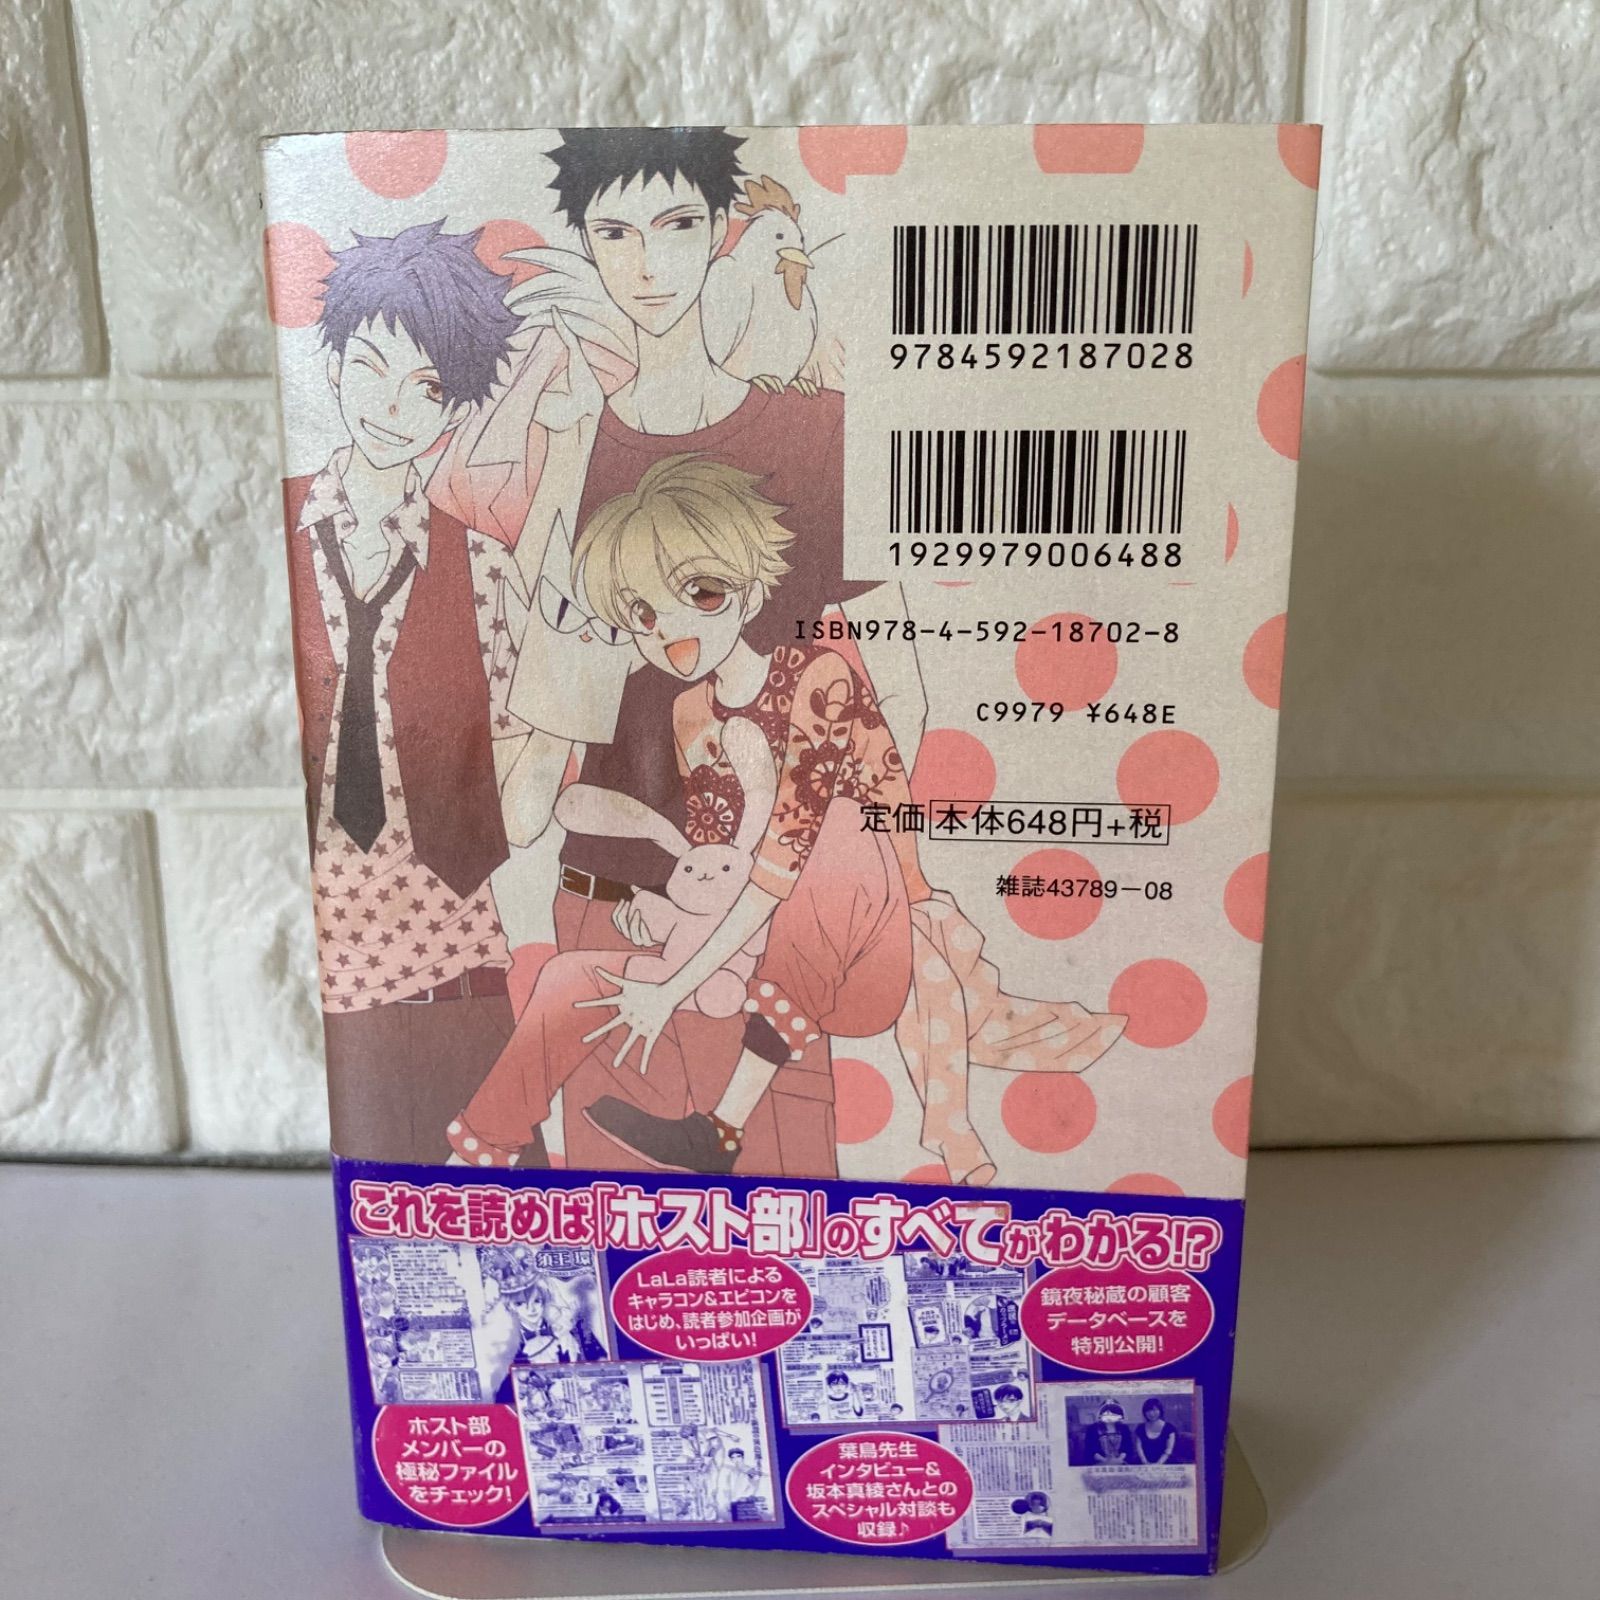 9784592187028
1929979006488
ISBN978-4-592-18702-8
C9979 ¥648E
定価 本体648円+税
雑誌43789-08
これを読めば「ホスト部」のすべてがわかる!?
須王 環
LaLa読者による
キャラコン&エピコンを
はじめ、読者参加企画が
いっぱい!
鏡夜秘蔵の顧客
データベースを
特別公開!
ホスト部
メンバーの
極秘ファイル
をチェック!
葉鳥先生
インタビュー&
坂本真綾さんとの
スペシャル対談も
収録♪